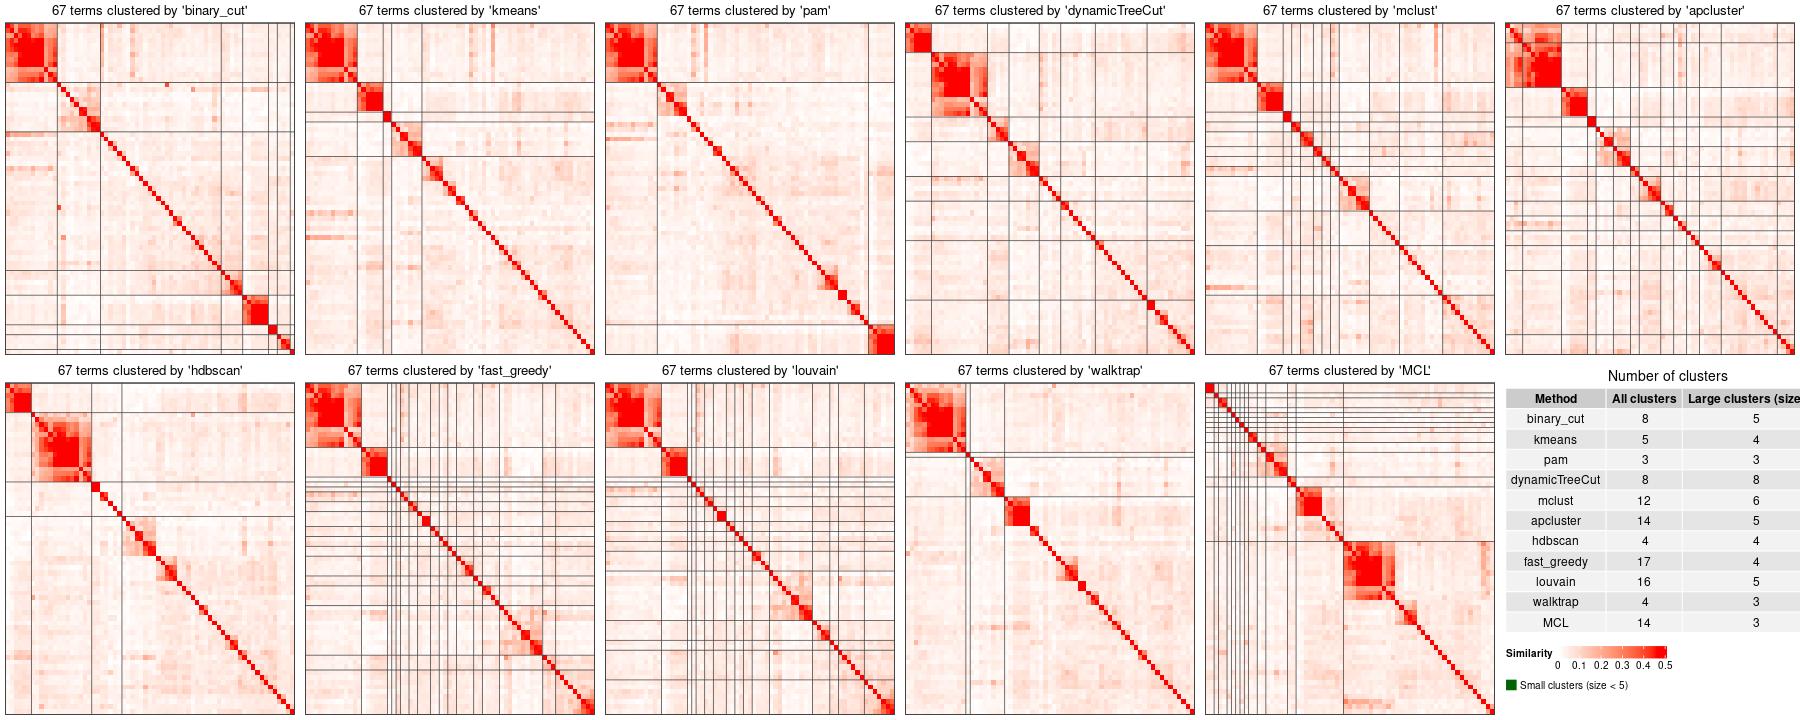 67 terms clustered by 'binary_cut'
67 terms clustered by 'kmeans'
67 terms clustered by 'pam'
67 terms clustered by 'dynamicTreeCut'
67 terms clustered by 'mclust'
67 terms clustered by 'apcluster'
67 terms clustered by 'hdbscan'
67 terms clustered by 'fast_greedy'
67 terms clustered by 'louvain'
67 terms clustered by 'walktrap'
67 terms clustered by 'MCL'
Number of clusters
Method All clusters Large clusters (size
binary_cut 8 5
kmeans 5 4
pam 3 3
dynamicTreeCut 8 8
mclust 12 6
apcluster 14 5
hdbscan 4 4
fast_greedy 17 4
louvain 16 5
walktrap 4 3
MCL 14 3
Similarity
0 0.1 0.2 0.3 0.4 0.5
Small clusters (size < 5)